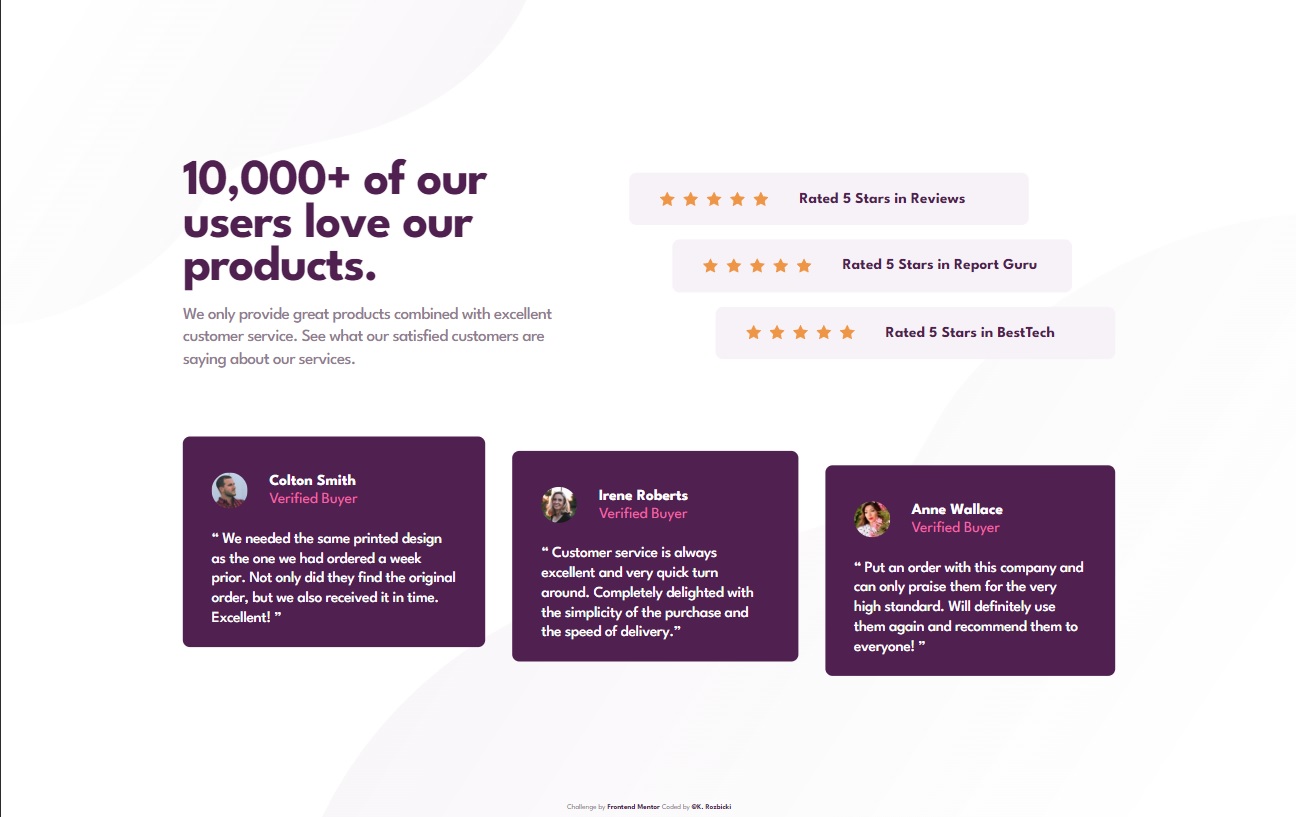 10,000+ of our
users love our
products.
We only provide great products combined with excellent
customer service. See what our satisfied customers are
saying about our services.
Rated 5 Stars in Reviews
Rated 5 Stars in Report Guru
Rated 5 Stars in BestTech
Colton Smith
Verified Buyer
“ We needed the same printed design
as the one we had ordered a week
prior. Not only did they find the original
order, but we also received it in time.
Excellent! ”
Irene Roberts
Verified Buyer
“ Customer service is always
excellent and very quick turn
around. Completely delighted with
the simplicity of the purchase and
the speed of delivery.”
Anne Wallace
Verified Buyer
“ Put an order with this company and
can only praise them for the very
high standard. Will definitely use
them again and recommend them to
everyone! ”
Challenge by Frontend Mentor Coded by ©K. Rozbicki